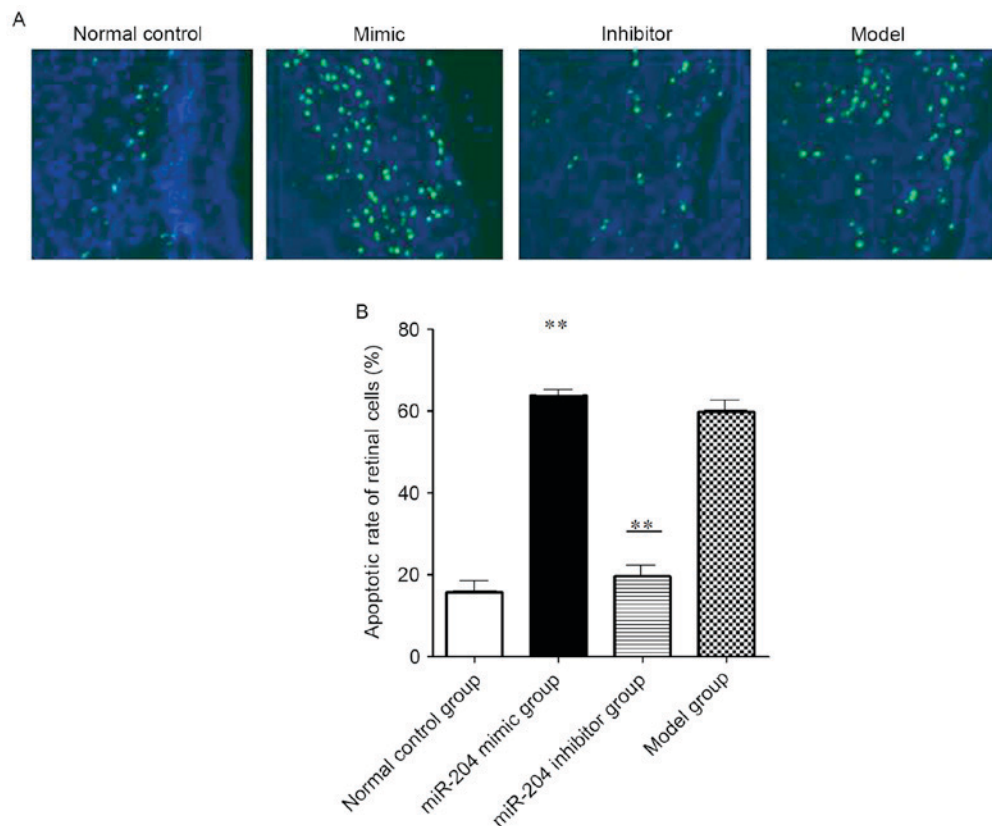 A
Normal control
Mimic
Inhibitor
Model
B
Apoptotic rate of retinal cells (%)
80
60
40
20
0
**
**
Normal control group
miR-204 mimic group
miR-204 inhibitor group
Model group